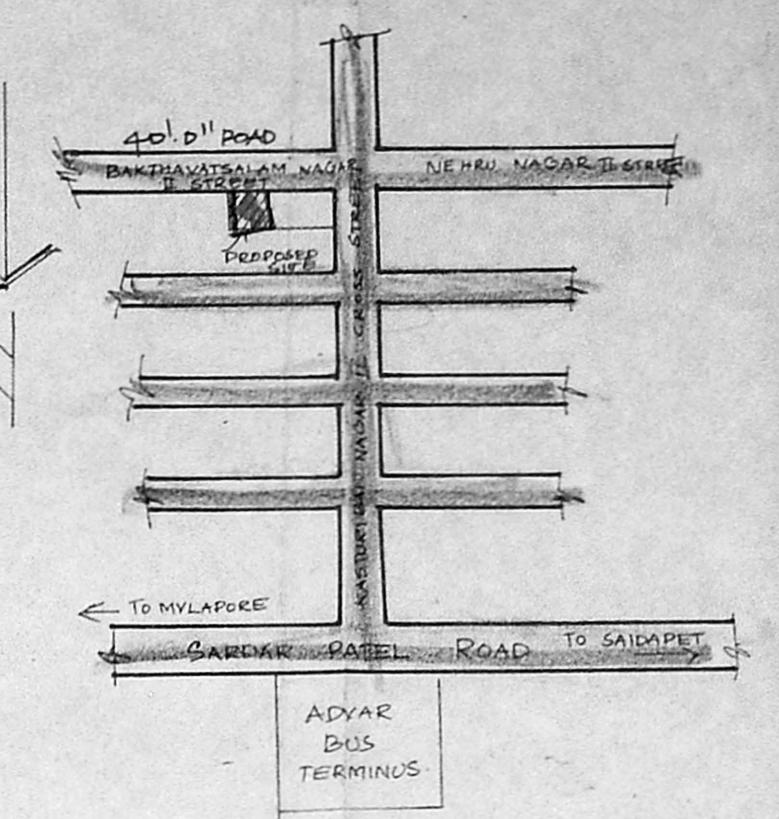 40'.0" ROAD
BAKTHAVATSALAM NAGAR
II STREET
NEHRU NAGAR II STREET
PROPOSED
SITE
KASTURIBAI NAGAR II CROSS STREET
TO MYLAPORE
SARDAR PATEL ROAD
TO SAIDAPET
ADYAR
BUS
TERMINUS.